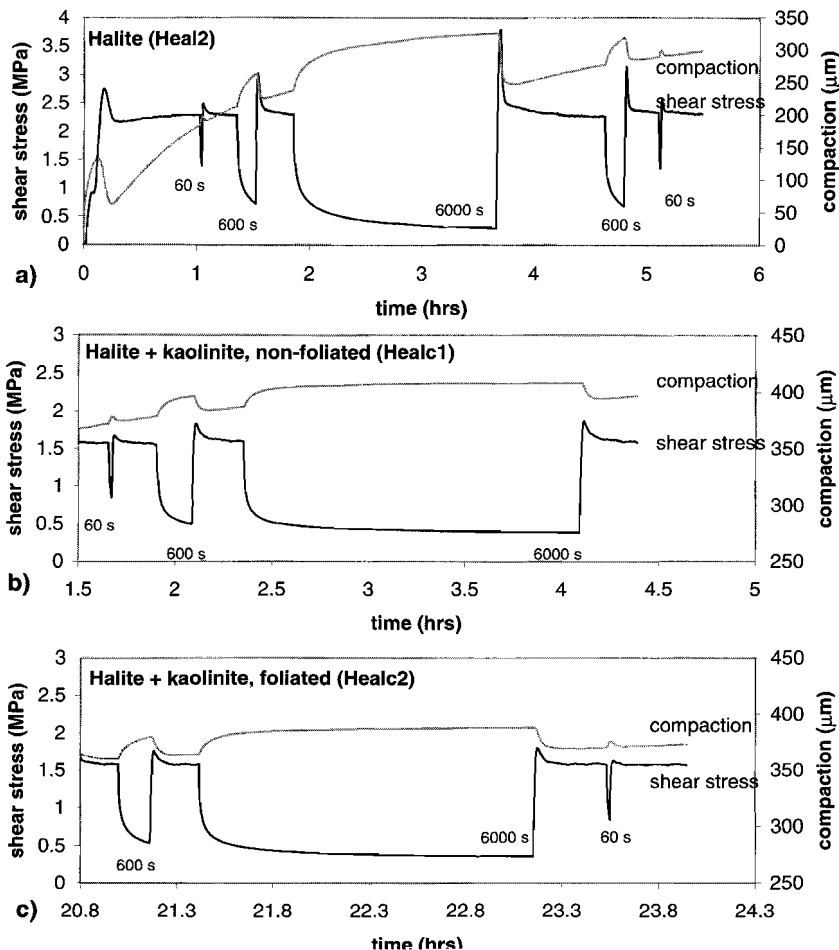 Halite (Heal2)
shear stress (MPa)
4
3.5
3
2.5
2
1.5
1
0.5
0
350
300
250
200
150
100
50
0
compaction (µm)
compaction
shear stress
60 s
600 s
6000 s
600 s
60 s
a)
0 1 2 3 4 5 6
time (hrs)
Halite + kaolinite, non-foliated (Healc1)
shear stress (MPa)
3
2.5
2
1.5
1
0.5
0
450
400
350
300
250
compaction (µm)
compaction
shear stress
60 s
600 s
6000 s
b)
1.5 2 2.5 3 3.5 4 4.5 5
time (hrs)
Halite + kaolinite, foliated (Healc2)
shear stress (MPa)
3
2.5
2
1.5
1
0.5
0
450
400
350
300
250
compaction (µm)
compaction
shear stress
600 s
6000 s
60 s
c)
20.8 21.3 21.8 22.3 22.8 23.3 23.8 24.3
time (hrs)